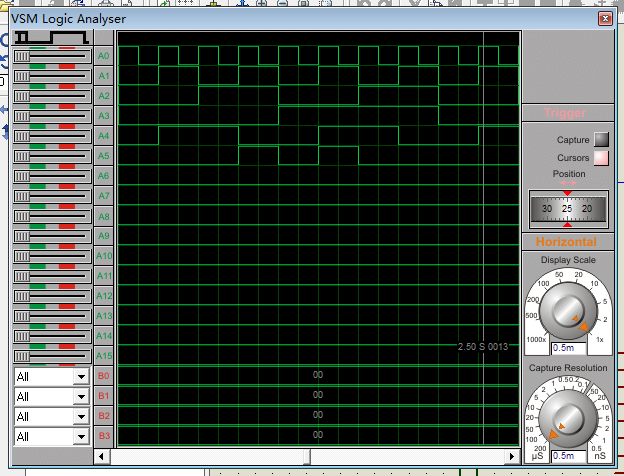 VSM Logic Analyser
A0
A1
A2
A3
A4
A5
A6
A7
A8
A9
A10
A11
A12
A13
A14
A15
B0
B1
B2
B3
All
All
All
All
00
00
00
00
2.50 S 0013
Trigger
Capture
Cursors
Position
30 25 20
Horizontal
Display Scale
50 20
100 10
200 5
500 2
1000x 1x
0.5m
Capture Resolution
1 0.50.2
2 0.1
5 50
10 20
20 10
50 5
100 2
200 1
0.5
µS nS
0.5m